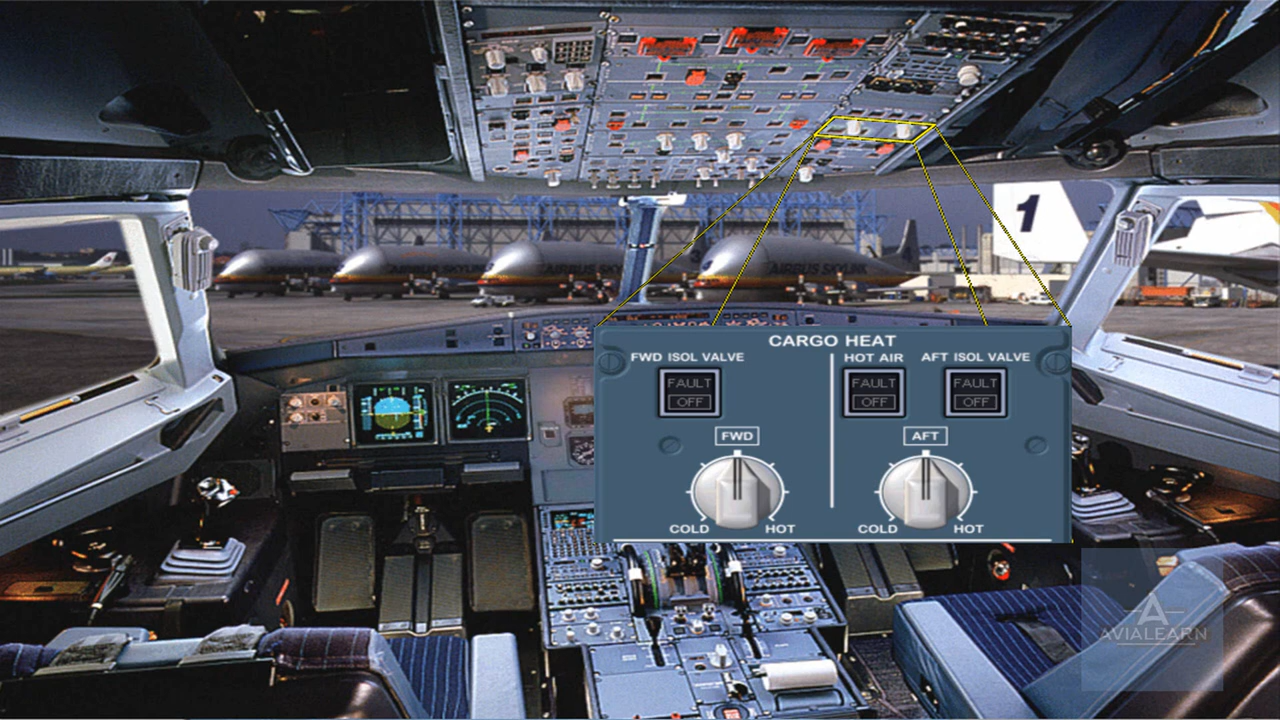 1
AIRBUS SKYLINK
CARGO HEAT
FWD ISOL VALVE
HOT AIR
AFT ISOL VALVE
FAULT
OFF
FAULT
OFF
FAULT
OFF
FWD
AFT
COLD
HOT
COLD
HOT
AVIALEARN